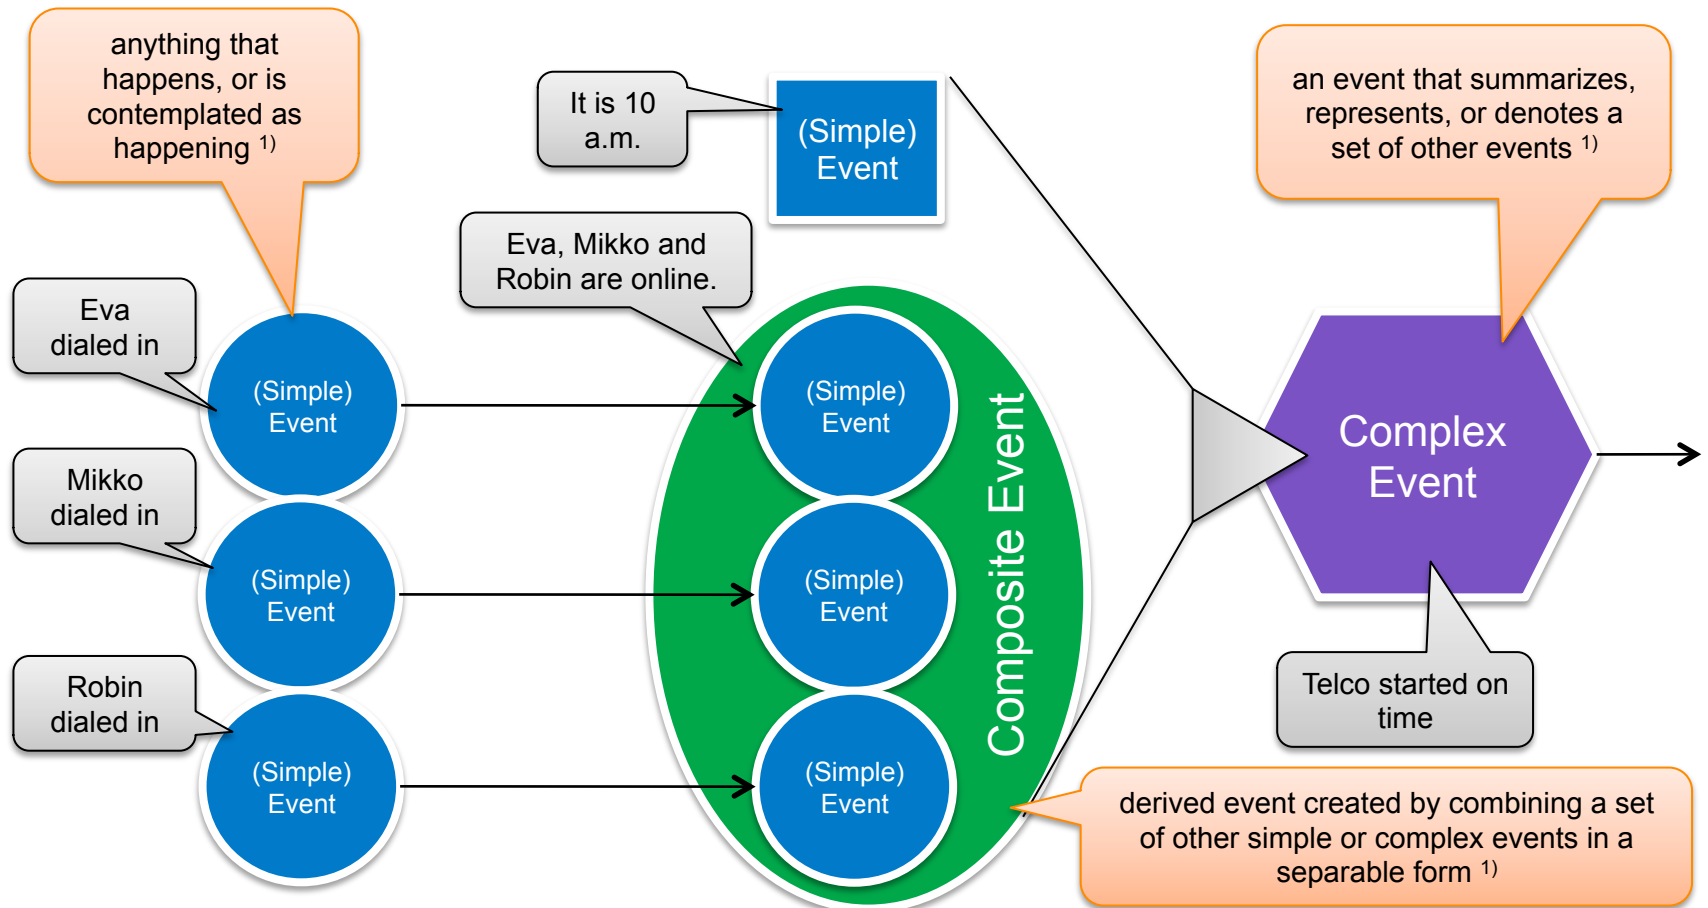 anything that
happens, or is
contemplated as
happening 1)
It is 10
a.m.
(Simple)
Event
an event that summarizes,
represents, or denotes a
set of other events 1)
Eva, Mikko and
Robin are online.
Eva
dialed in
(Simple)
Event
(Simple)
Event
Mikko
dialed in
(Simple)
Event
(Simple)
Event
Robin
dialed in
(Simple)
Event
(Simple)
Event
Composite Event
Complex
Event
Telco started on
time
derived event created by combining a set
of other simple or complex events in a
separable form 1)